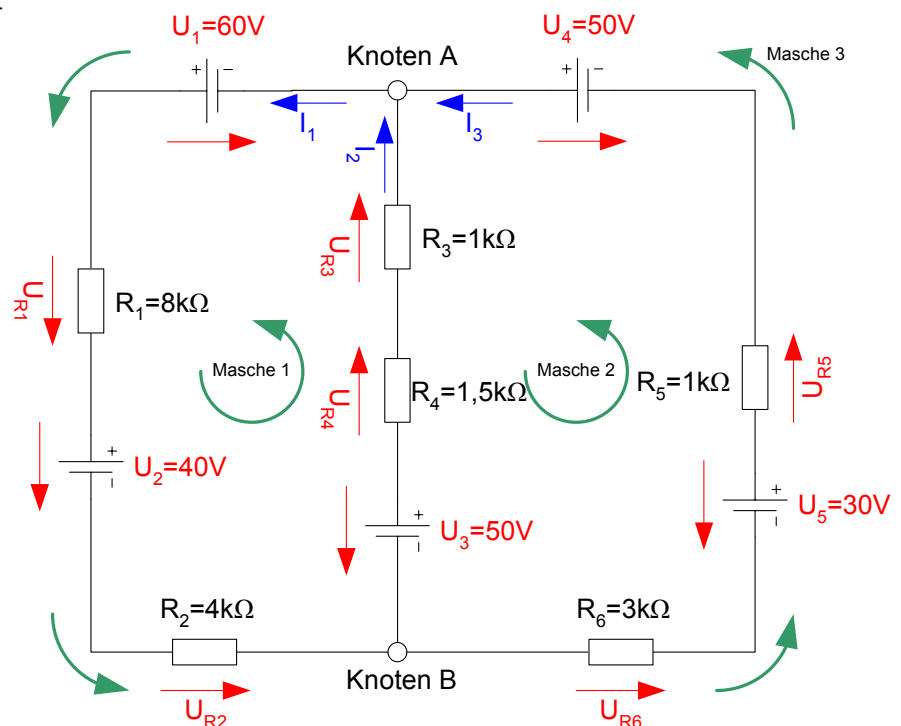 U1=60V
U4=50V
Knoten A
Masche 3
+ −
+ −
I1
I3
I2
UR3
R3=1kΩ
UR1
R1=8kΩ
Masche 1
Masche 2
UR4
R4=1,5kΩ
R5=1kΩ
UR5
+
U2=40V
-
+
U3=50V
-
+
U5=30V
-
R2=4kΩ
R6=3kΩ
Knoten B
UR2
UR6